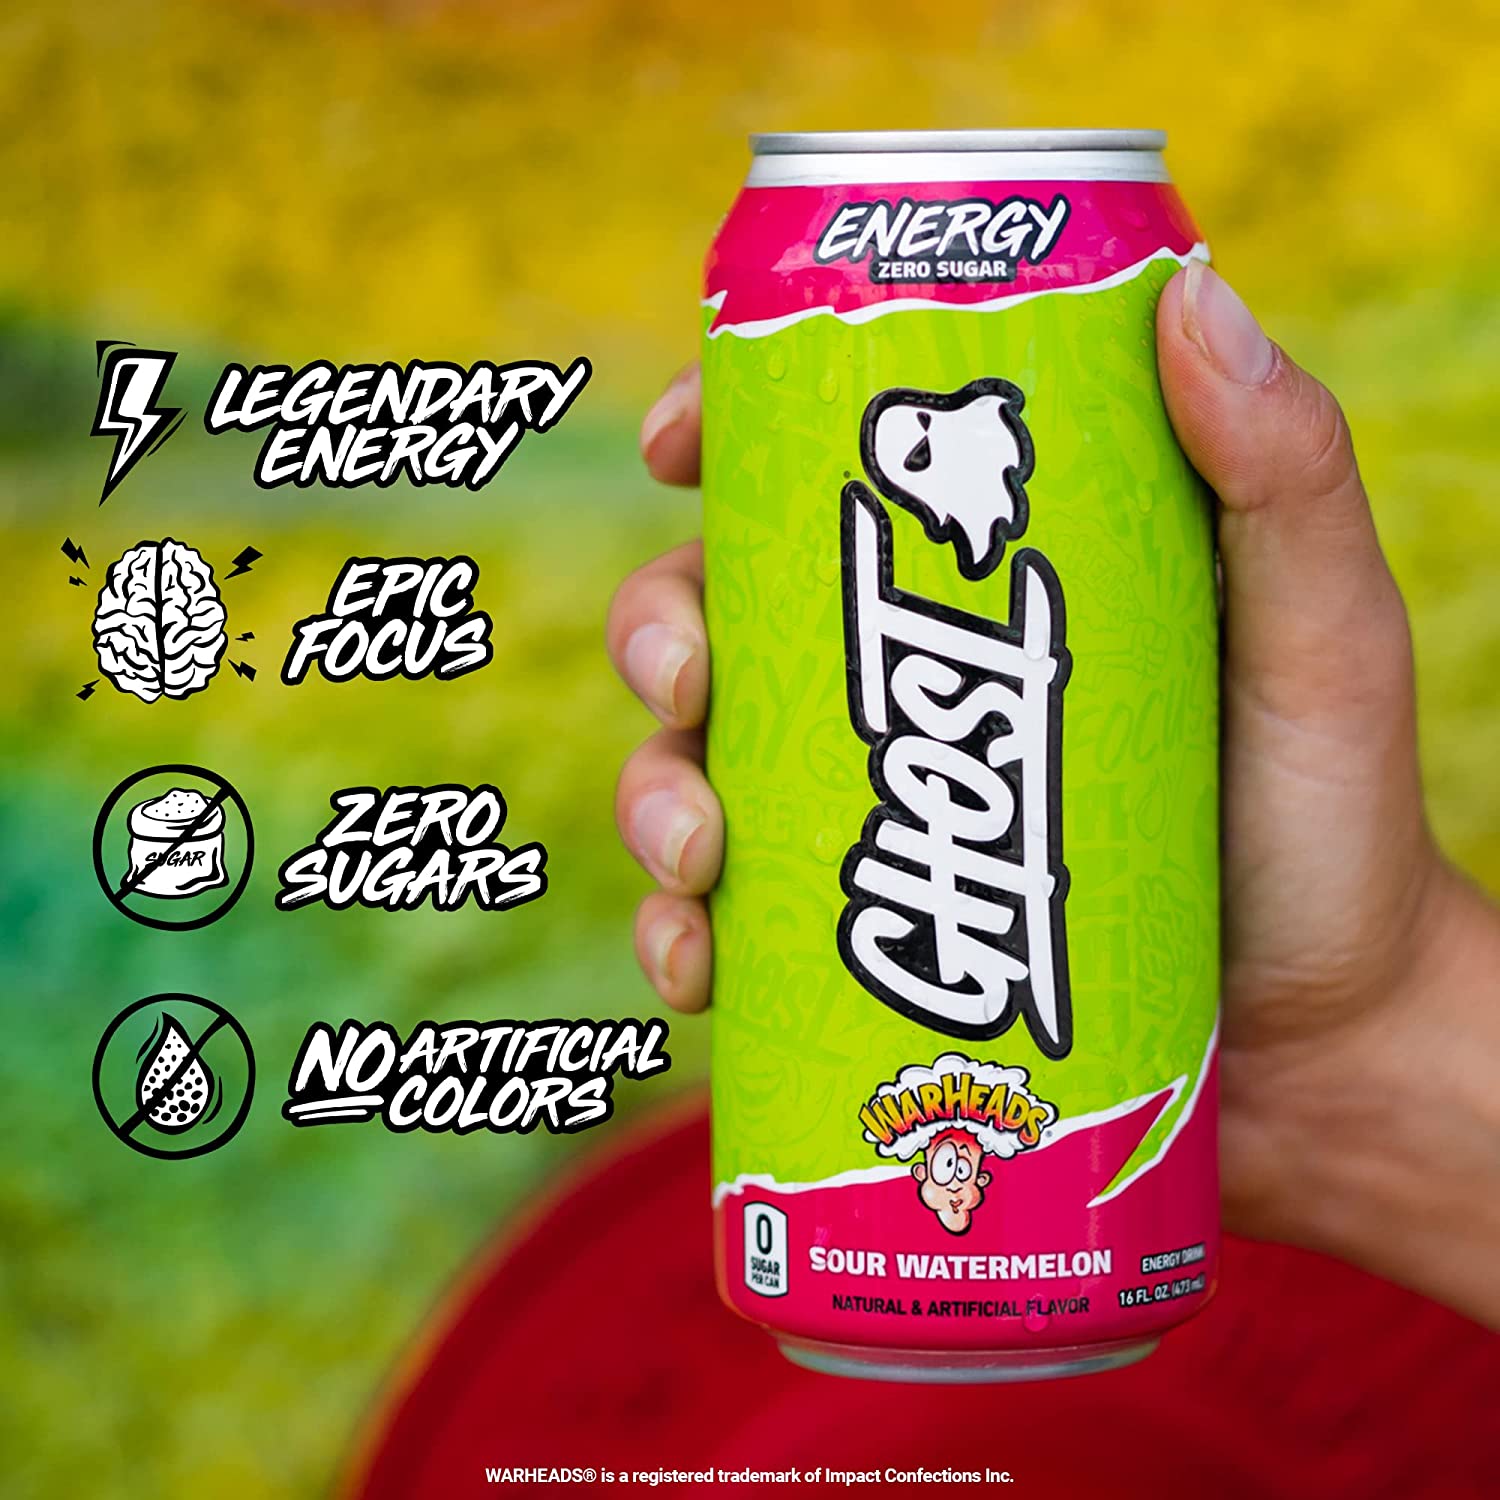 ENERGY
ZERO SUGAR
LEGENDARY
ENERGY
EPIC
FOCUS
SUGAR
ZERO
SUGARS
NO ARTIFICIAL
COLORS
GHOST
WARHEADS®
0
SUGAR
PER CAN
SOUR WATERMELON
NATURAL & ARTIFICIAL FLAVOR
ENERGY DRINK
16 FL. OZ. (473 mL)
WARHEADS® is a registered trademark of Impact Confections Inc.